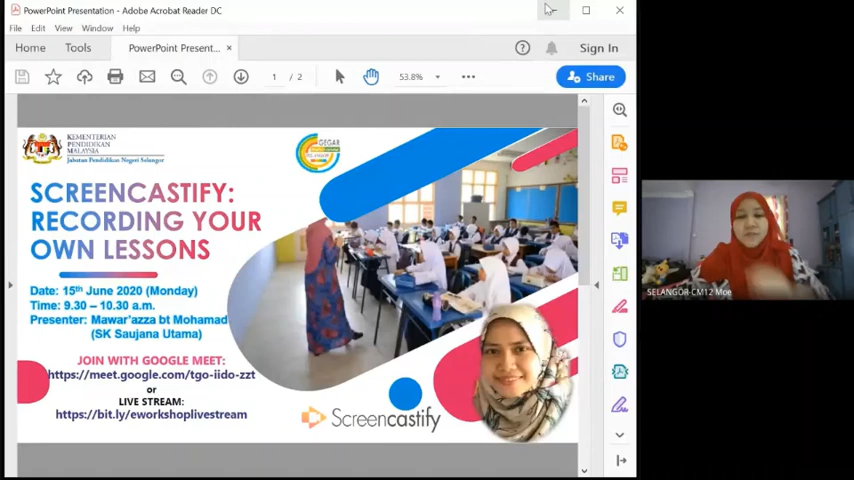 PowerPoint Presentation - Adobe Acrobat Reader DC
File Edit View Window Help
Home Tools PowerPoint Present... × Sign In
1 / 2 53.8% Share
KEMENTERIAN
PENDIDIKAN
MALAYSIA
Jabatan Pendidikan Negeri Selangor
GEGAR
SCREENCASTIFY:
RECORDING YOUR
OWN LESSONS
Date: 15th June 2020 (Monday)
Time: 9.30 – 10.30 a.m.
Presenter: Mawar'azza bt Mohamad
(SK Saujana Utama)
JOIN WITH GOOGLE MEET:
https://meet.google.com/tgo-iido-zzt
or
LIVE STREAM:
https://bit.ly/eworkshoplivestream
Screencastify
SELANGOR-CM12 Moe